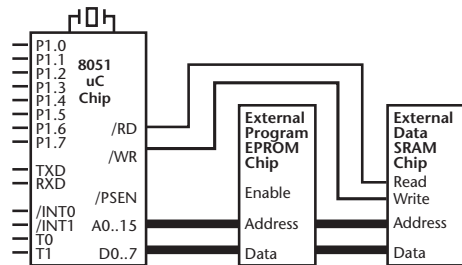 P1.0
P1.1
P1.2
P1.3
P1.4
P1.5
P1.6
P1.7
TXD
RXD
/INT0
/INT1
T0
T1
8051
uC
Chip
/RD
/WR
/PSEN
A0..15
D0..7
External
Program
EPROM
Chip
Enable
Address
Data
External
Data
SRAM
Chip
Read
Write
Address
Data